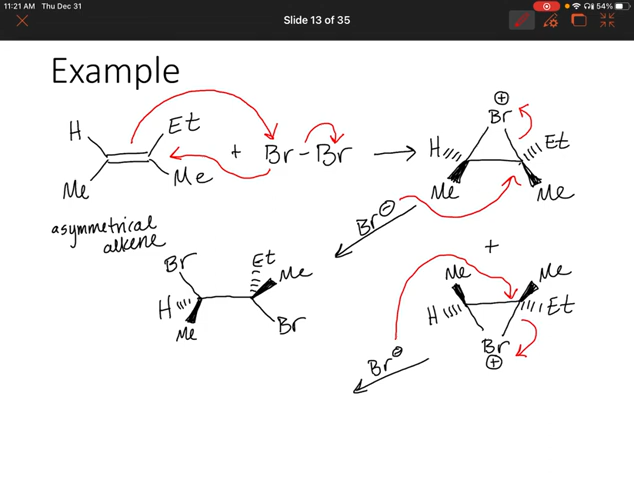 11:21 AM Thu Dec 31
54%
Slide 13 of 35
Example
H Et
Me Me
+ Br-Br
asymmetrical
alkene
⊕
Br
H Et
Me Me
Br⊖
+
Br Et Me
H
Me Br
Me Me
H Et
Br
⊕
Br⊖